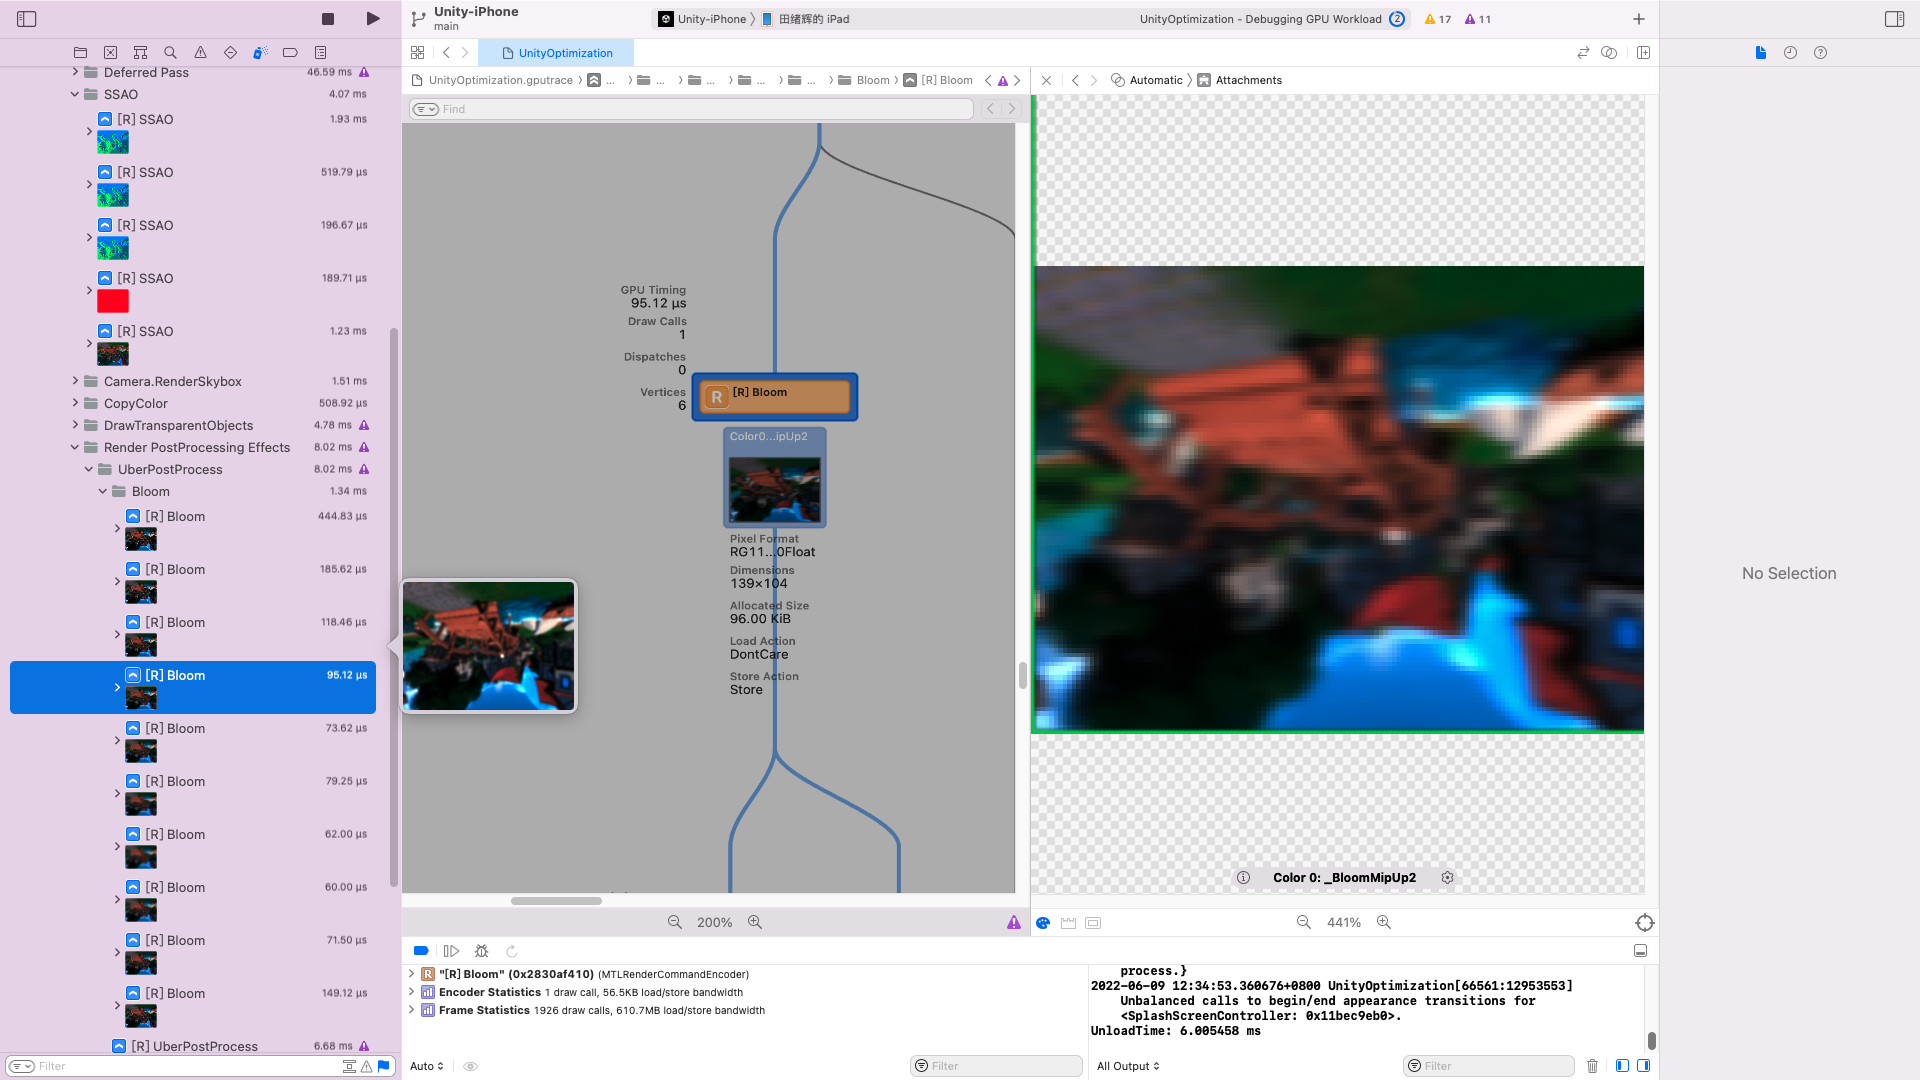 Unity-iPhone
main
Unity-iPhone
田绪辉的 iPad
UnityOptimization - Debugging GPU Workload
2
17
11
UnityOptimization
UnityOptimization.gputrace
...
...
...
...
...
Bloom
[R] Bloom
Automatic
Attachments
Find
Deferred Pass 46.59 ms
SSAO 4.07 ms
[R] SSAO 1.93 ms
[R] SSAO 519.79 µs
[R] SSAO 196.67 µs
[R] SSAO 189.71 µs
[R] SSAO 1.23 ms
Camera.RenderSkybox 1.51 ms
CopyColor 508.92 µs
DrawTransparentObjects 4.78 ms
Render PostProcessing Effects 8.02 ms
UberPostProcess 8.02 ms
Bloom 1.34 ms
[R] Bloom 444.83 µs
[R] Bloom 185.62 µs
[R] Bloom 118.46 µs
[R] Bloom 95.12 µs
[R] Bloom 73.62 µs
[R] Bloom 79.25 µs
[R] Bloom 62.00 µs
[R] Bloom 60.00 µs
[R] Bloom 71.50 µs
[R] Bloom 149.12 µs
[R] UberPostProcess 6.68 ms
Filter
GPU Timing
95.12 µs
Draw Calls
1
Dispatches
0
Vertices
6
R [R] Bloom
Color0...ipUp2
Pixel Format
RG11...0Float
Dimensions
139×104
Allocated Size
96.00 KiB
Load Action
DontCare
Store Action
Store
200%
Color 0: _BloomMipUp2
441%
No Selection
R "[R] Bloom" (0x2830af410) (MTLRenderCommandEncoder)
Encoder Statistics 1 draw call, 56.5KB load/store bandwidth
Frame Statistics 1926 draw calls, 610.7MB load/store bandwidth
Auto
Filter
process.}
2022-06-09 12:34:53.360676+0800 UnityOptimization[66561:12953553]
Unbalanced calls to begin/end appearance transitions for
<SplashScreenController: 0x11bec9eb0>.
UnloadTime: 6.005458 ms
All Output
Filter